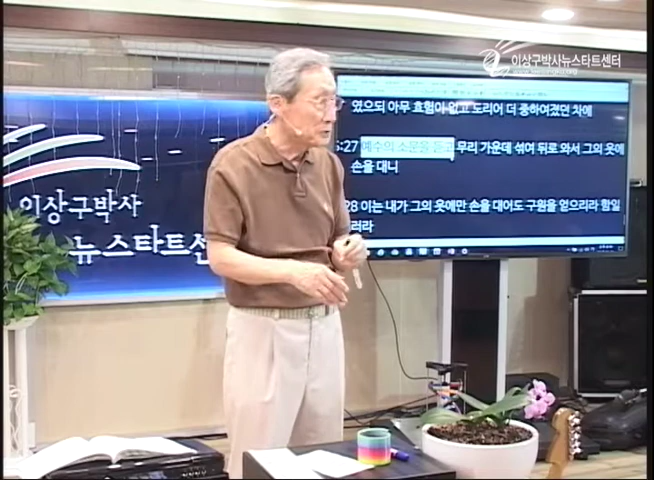 이상구박사뉴스타트센터
였으되 아무 효험이 없고 도리어 더 중하여졌던 차에
5:27 예수의 소문을 듣고 무리 가운데 섞여 뒤로 와서 그의 옷에
손을 대니
28 이는 내가 그의 옷에만 손을 대어도 구원을 얻으리라 함일
러라
이상구박사
뉴스타트센터